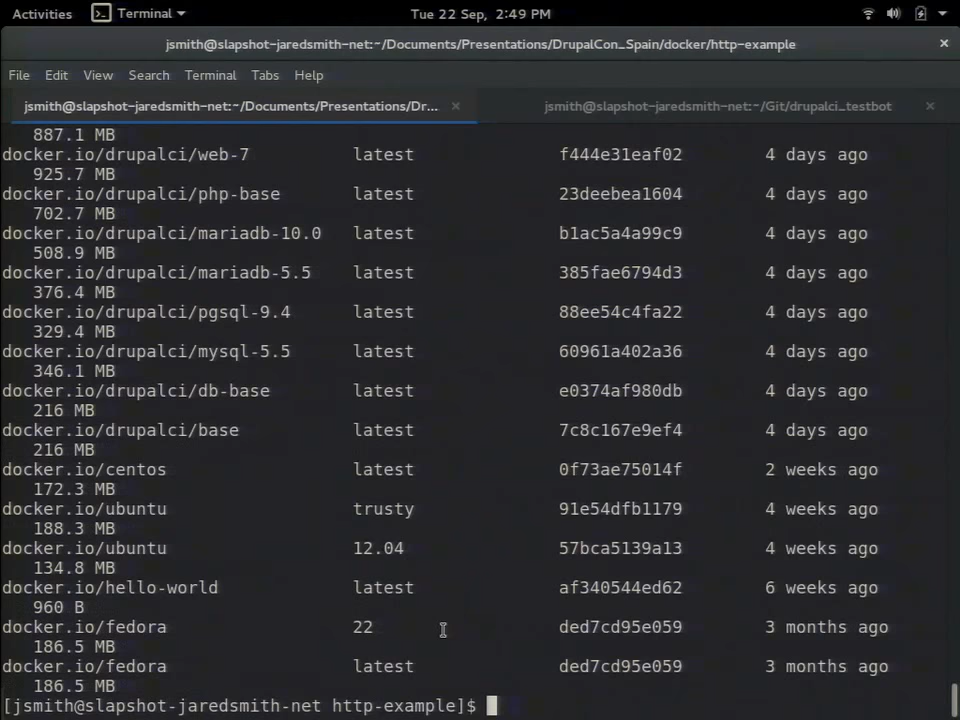 Activities Terminal Tue 22 Sep, 2:49 PM
jsmith@slapshot-jaredsmith-net:~/Documents/Presentations/DrupalCon_Spain/docker/http-example ×
File Edit View Search Terminal Tabs Help
jsmith@slapshot-jaredsmith-net:~/Documents/Presentations/Dr... × jsmith@slapshot-jaredsmith-net:~/Git/drupalci_testbot ×
887.1 MB
docker.io/drupalci/web-7 latest f444e31eaf02 4 days ago
925.7 MB
docker.io/drupalci/php-base latest 23deebea1604 4 days ago
702.7 MB
docker.io/drupalci/mariadb-10.0 latest b1ac5a4a99c9 4 days ago
508.9 MB
docker.io/drupalci/mariadb-5.5 latest 385fae6794d3 4 days ago
376.4 MB
docker.io/drupalci/pgsql-9.4 latest 88ee54c4fa22 4 days ago
329.4 MB
docker.io/drupalci/mysql-5.5 latest 60961a402a36 4 days ago
346.1 MB
docker.io/drupalci/db-base latest e0374af980db 4 days ago
216 MB
docker.io/drupalci/base latest 7c8c167e9ef4 4 days ago
216 MB
docker.io/centos latest 0f73ae75014f 2 weeks ago
172.3 MB
docker.io/ubuntu trusty 91e54dfb1179 4 weeks ago
188.3 MB
docker.io/ubuntu 12.04 57bca5139a13 4 weeks ago
134.8 MB
docker.io/hello-world latest af340544ed62 6 weeks ago
960 B
docker.io/fedora 22 ded7cd95e059 3 months ago
186.5 MB
docker.io/fedora latest ded7cd95e059 3 months ago
186.5 MB
[jsmith@slapshot-jaredsmith-net http-example]$